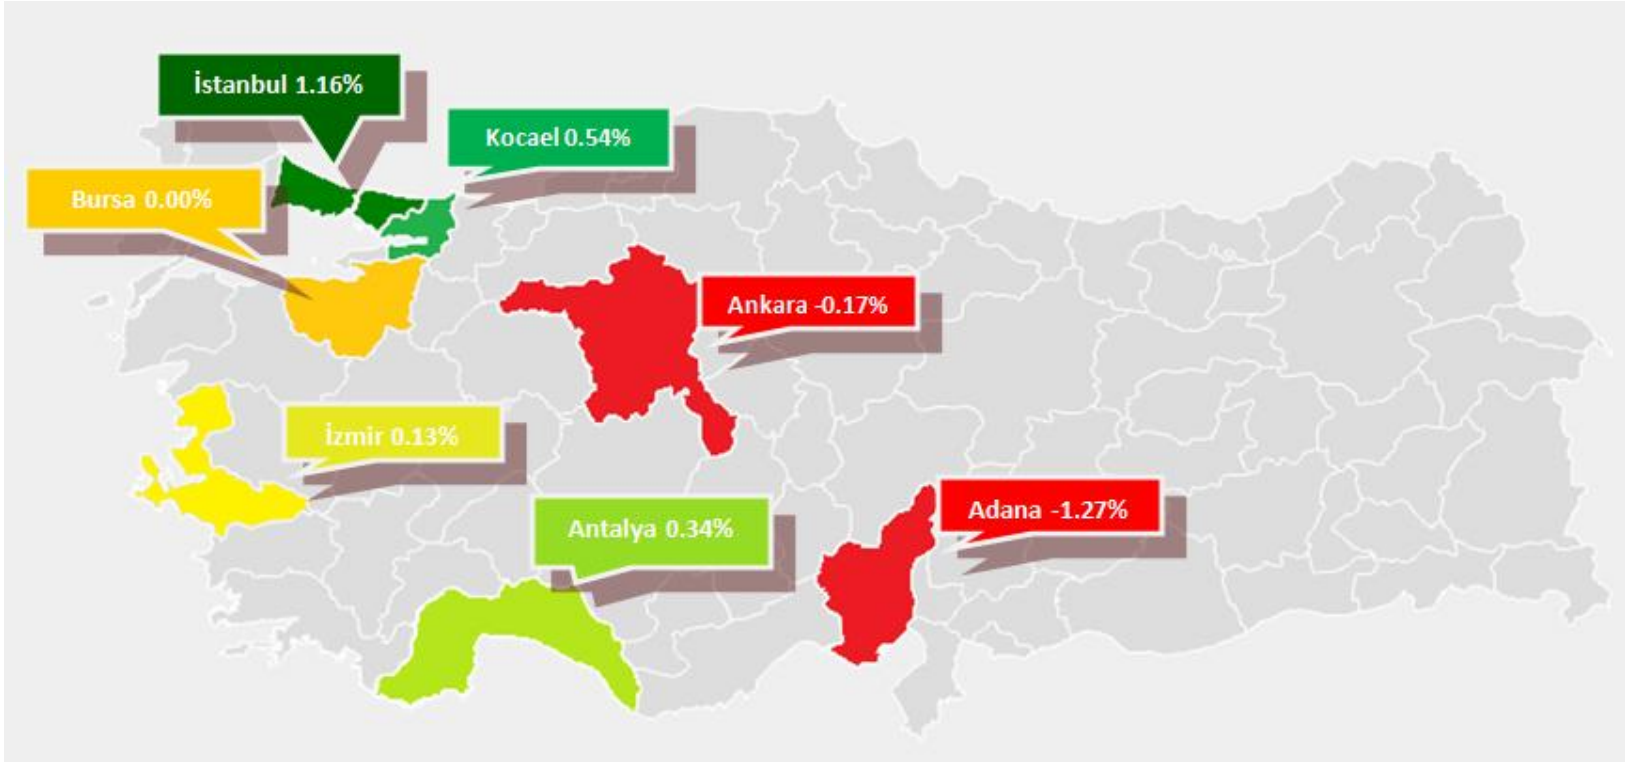 İstanbul 1.16%
Kocael 0.54%
Bursa 0.00%
Ankara -0.17%
İzmir 0.13%
Adana -1.27%
Antalya 0.34%